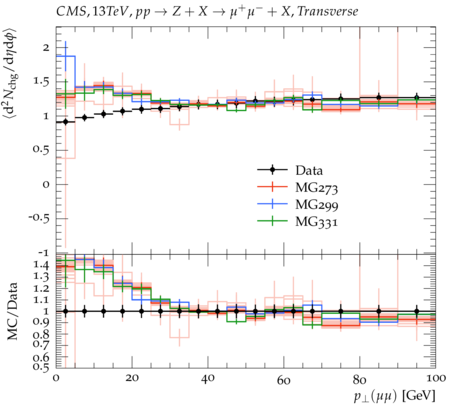 CMS, 13TeV, pp → Z + X → μ⁺μ⁻ + X, Transverse
⟨d²N_chg/dηdϕ⟩
2
1.5
1
0.5
0
-0.5
-1
Data
MG273
MG299
MG331
MC/Data
1.4
1.3
1.2
1.1
1
0.9
0.8
0.7
0.6
0.5
0 20 40 60 80 100
p⊥(μμ) [GeV]